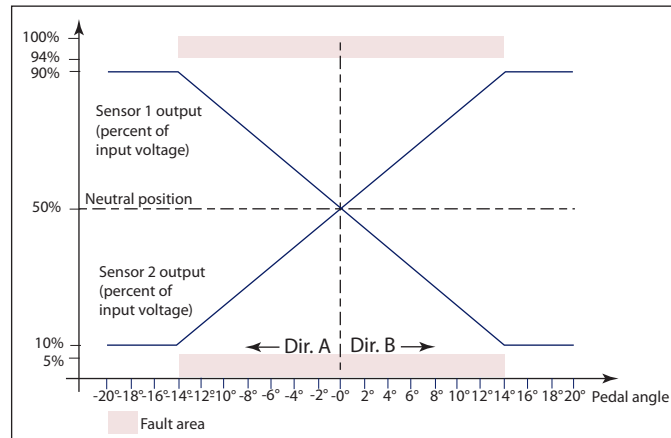 100%
94%
90%
Sensor 1 output
(percent of
input voltage)
Neutral position
50%
Sensor 2 output
(percent of
input voltage)
10%
5%
Dir. A
Dir. B
-20° -18° -16° -14° -12° -10° -8° -6° -4° -2° -0° 2° 4° 6° 8° 10° 12° 14° 16° 18° 20° Pedal angle
Fault area